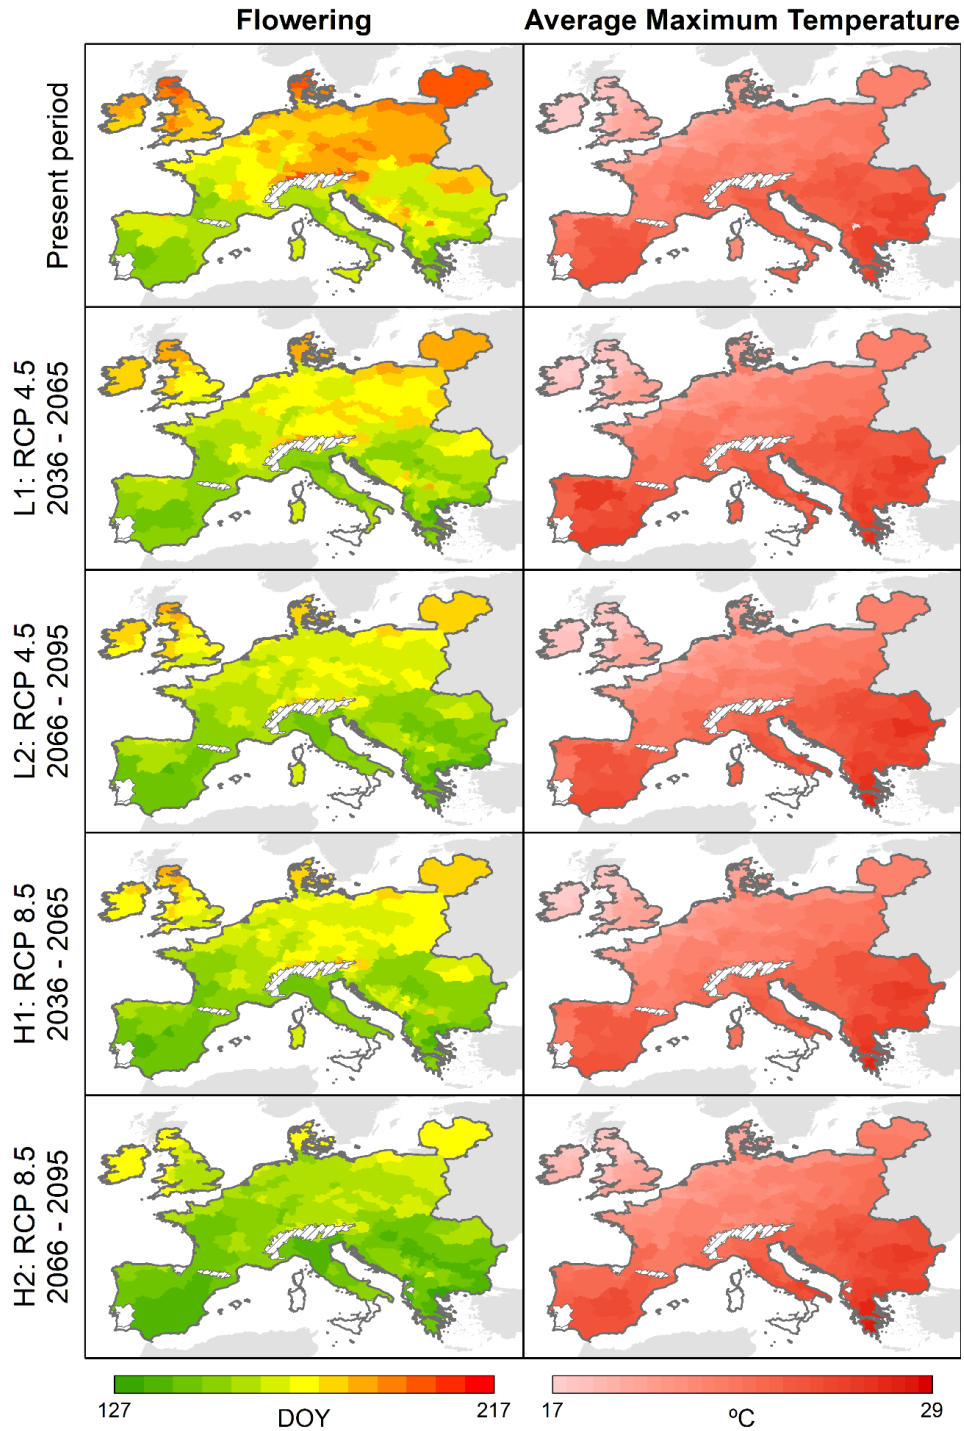 Flowering
Average Maximum Temperature
Present period
L1: RCP 4.5
2036 - 2065
L2: RCP 4.5
2066 - 2095
H1: RCP 8.5
2036 - 2065
H2: RCP 8.5
2066 - 2095
127
DOY
217
17
ºC
29